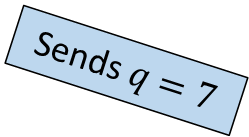 Sends q = 7